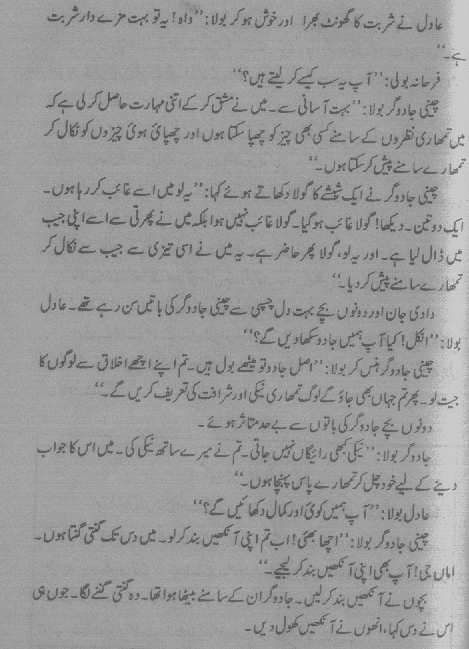 عادل نے شربت کا گھونٹ بھرا اور خوش ہو کر بولا: ”واہ! یہ تو بہت مزے دار شربت
ہے۔“
فرحانہ بولی: ”آپ یہ سب کیسے کر لیتے ہیں؟“
چینی جادوگر بولا: ”بہت آسانی سے۔ میں نے مشق کر کے اتنی مہارت حاصل کر لی ہے کہ
میں تمھاری نظروں کے سامنے کسی بھی چیز کو چھپا سکتا ہوں اور چھپائی ہوئی چیزوں کو نکال کر
تمھارے سامنے پیش کر سکتا ہوں۔“
چینی جادوگر نے ایک شیشے کا گولا دکھاتے ہوئے کہا: ”یہ لو میں اسے غائب کر رہا ہوں۔
ایک دو تین۔ دیکھا! گولا غائب ہو گیا۔ گولا غائب نہیں ہوا بلکہ میں نے پھرتی سے اسے اپنی جیب
میں ڈال لیا ہے۔ اور یہ لو، گولا پھر حاضر ہے۔ یہ میں نے اسی تیزی سے جیب سے نکال کر
تمھارے سامنے پیش کر دیا۔“
دادی جان اور دونوں بچے بہت دل چسپی سے چینی جادوگر کی باتیں سن رہے تھے۔ عادل
بولا: ”انکل! کیا آپ ہمیں جادو سکھا دیں گے؟“
چینی جادوگر ہنس کر بولا: ”اصل جادو تو میٹھے بول ہیں۔ تم اپنے اچھے اخلاق سے لوگوں کا
جیت لو۔ پھر تم جہاں بھی جاؤ گے لوگ تمھاری نیکی اور شرافت کی تعریف کریں گے۔“
دونوں بچے جادوگر کی باتوں سے بے حد متاثر ہوئے۔
جادوگر بولا: ”نیکی کبھی رائیگاں نہیں جاتی۔ تم نے میرے ساتھ نیکی کی۔ میں اس کا جواب
دینے کے لیے خود چل کر تمھارے پاس پہنچا ہوں۔“
عادل بولا: ”آپ ہمیں کوئی اور کمال دکھائیں گے؟“
چینی جادوگر بولا: ”اچھا بھئی! اب تم اپنی آنکھیں بند کر لو۔ میں دس تک گنتی گنتا ہوں۔
اماں جی! آپ بھی اپنی آنکھیں بند کر لیجیے۔“
بچوں نے آنکھیں بند کر لیں۔ جادوگر ان کے سامنے بیٹھا ہوا تھا۔ وہ گنتی گننے لگا۔ جوں ہی
اس نے دس کہا، انھوں نے آنکھیں کھول دیں۔